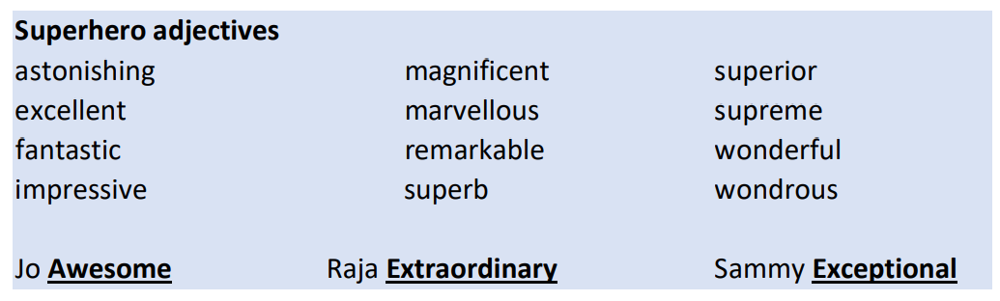 Superhero adjectives
astonishing magnificent superior
excellent marvellous supreme
fantastic remarkable wonderful
impressive superb wondrous
Jo Awesome Raja Extraordinary Sammy Exceptional